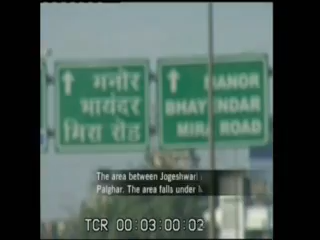 मनोर
भायंदर
मिरा रोड
MANOR
BHAYANDAR
MIRA ROAD
The area between Jogeshwari
Palghar. The area falls under
TCR 00:03:00:02